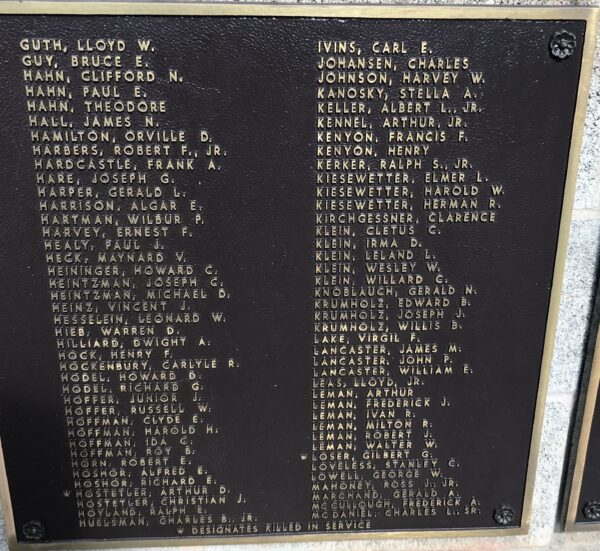 GUTH, LLOYD W.
GUY, BRUCE E.
HAHN, CLIFFORD N.
HAHN, PAUL E.
HAHN, THEODORE
HALL, JAMES N.
HAMILTON, ORVILLE D.
HARBERS, ROBERT F., JR.
HARDCASTLE, FRANK A.
HARE, JOSEPH G.
HARPER, GERALD L.
HARRISON, ALGAR E.
HARTMAN, WILBUR P.
HARVEY, ERNEST F.
HEALY, PAUL J.
HECK, MAYNARD V.
HEININGER, HOWARD C.
HEINTZMAN, JOSEPH C.
HEINTZMAN, MICHAEL D.
HEINZ, VINCENT J.
HESSELEIN, LEONARD W.
HIEB, WARREN D.
HILLIARD, DWIGHT A.
HOCK, HENRY F.
HOCKENBURY, CARLYLE R.
HODEL, HOWARD D.
HODEL, RICHARD G.
HOFFER, JUNIOR J.
HOFFER, RUSSELL W.
HOFFMAN, CLYDE E.
HOFFMAN, HAROLD H.
HOFFMAN, IDA C.
HOFFMAN, ROY B.
HORN, ROBERT E.
HOSHOR, ALFRED E.
HOSHOR, RICHARD E.
* HOSTETLER, ARTHUR D.
HOSTETLER, CHRISTIAN J.
HOYLAND, RALPH E.
HUELSMAN, CHARLES B., JR.
IVINS, CARL E.
JOHANSEN, CHARLES
JOHNSON, HARVEY W.
KANOSKY, STELLA A.
KELLER, ALBERT L., JR.
KENNEL, ARTHUR, JR.
KENYON, FRANCIS F.
KENYON, HENRY
KERKER, RALPH S., JR.
KIESEWETTER, ELMER L.
KIESEWETTER, HAROLD W.
KIESEWETTER, HERMAN R.
KIRCHGESSNER, CLARENCE
KLEIN, CLETUS C.
KLEIN, IRMA D.
KLEIN, LELAND L.
KLEIN, WESLEY W.
KLEIN, WILLARD C.
KNOBLAUCH, GERALD N.
KRUMHOLZ, EDWARD B.
KRUMHOLZ, JOSEPH J.
KRUMHOLZ, WILLIS B.
LAKE, VIRGIL F.
LANCASTER, JAMES M.
LANCASTER, JOHN P.
LANCASTER, WILLIAM E.
LEAS, LLOYD, JR.
LEMAN, ARTHUR
LEMAN, FREDERICK J.
LEMAN, IVAN R.
LEMAN, MILTON R.
LEMAN, ROBERT J.
LEMAN, WALTER W.
* LOSER, GILBERT G.
LOVELESS, STANLEY C.
LOWELL, GEORGE W.
MAHONEY, ROSS J., JR.
MARCHAND, GERALD A.
MC CULLOUGH, FREDERICK A.
MC DANIEL, CHARLES L., SR.
* DESIGNATES KILLED IN SERVICE